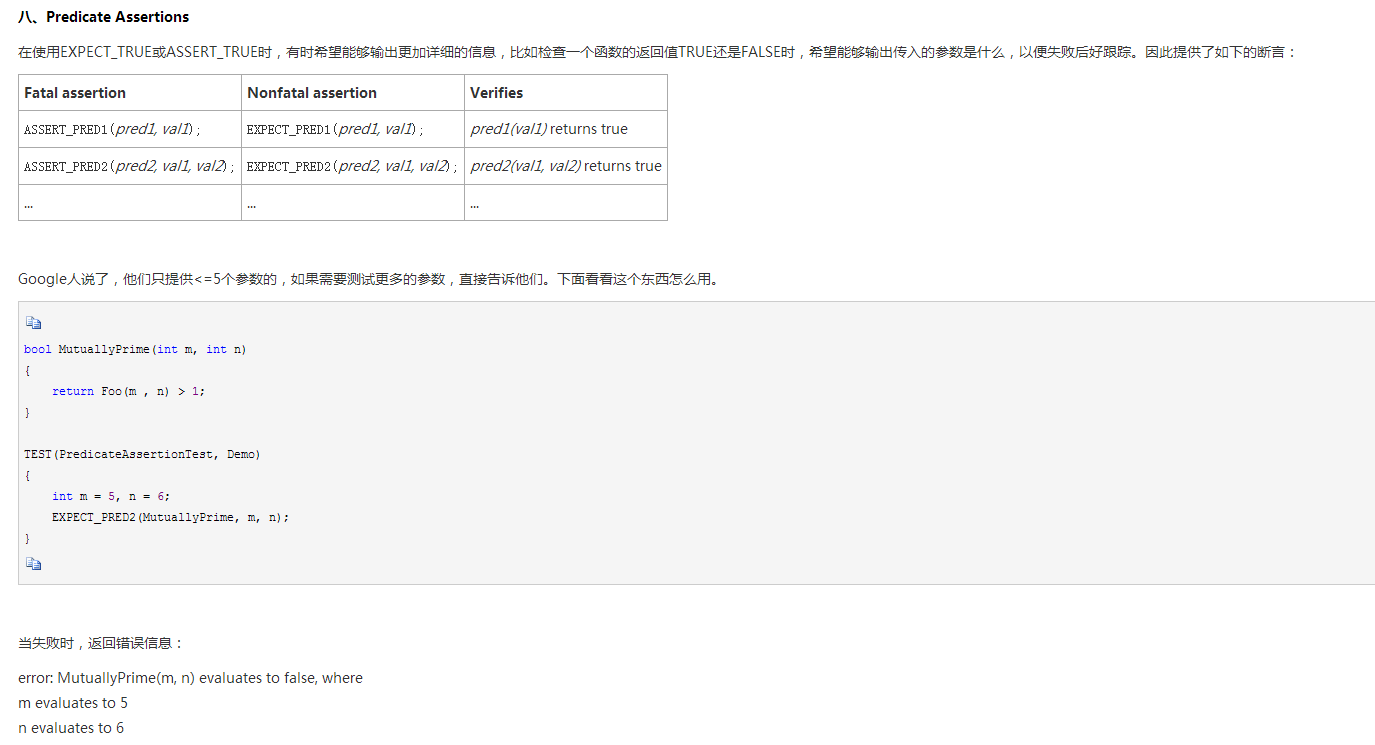 八、Predicate Assertions
在使用EXPECT_TRUE或ASSERT_TRUE时，有时希望能够输出更加详细的信息，比如检查一个函数的返回值TRUE还是FALSE时，希望能够输出传入的参数是什么，以便失败后好跟踪。因此提供了如下的断言：
Fatal assertion Nonfatal assertion Verifies
ASSERT_PRED1(pred1, val1); EXPECT_PRED1(pred1, val1); pred1(val1) returns true
ASSERT_PRED2(pred2, val1, val2); EXPECT_PRED2(pred2, val1, val2); pred2(val1, val2) returns true
... ... ...
Google人说了，他们只提供<=5个参数的，如果需要测试更多的参数，直接告诉他们。下面看看这个东西怎么用。
bool MutuallyPrime(int m, int n)
{
    return Foo(m , n) > 1;
}
TEST(PredicateAssertionTest, Demo)
{
    int m = 5, n = 6;
    EXPECT_PRED2(MutuallyPrime, m, n);
}
当失败时，返回错误信息：
error: MutuallyPrime(m, n) evaluates to false, where
m evaluates to 5
n evaluates to 6